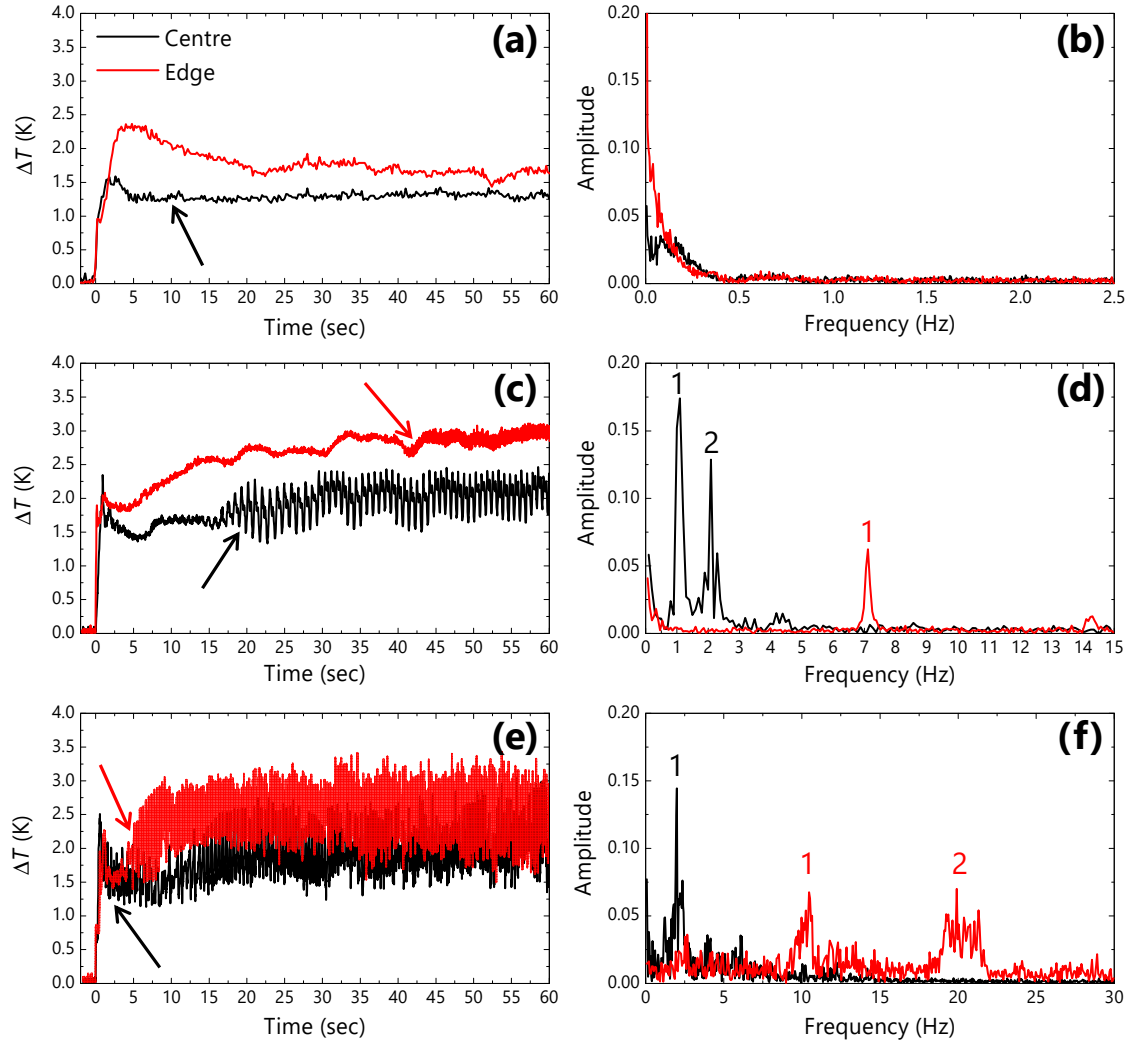 (a)
Centre
Edge
4.0
3.5
3.0
2.5
2.0
1.5
1.0
0.5
0.0
ΔT (K)
0 5 10 15 20 25 30 35 40 45 50 55 60
Time (sec)
(b)
0.20
0.15
0.10
0.05
0.00
Amplitude
0.0 0.5 1.0 1.5 2.0 2.5
Frequency (Hz)
(c)
4.0
3.5
3.0
2.5
2.0
1.5
1.0
0.5
0.0
ΔT (K)
0 5 10 15 20 25 30 35 40 45 50 55 60
Time (sec)
(d)
0.20
0.15
0.10
0.05
0.00
Amplitude
1
2
1
0 1 2 3 4 5 6 7 8 9 10 11 12 13 14 15
Frequency (Hz)
(e)
4.0
3.5
3.0
2.5
2.0
1.5
1.0
0.5
0.0
ΔT (K)
0 5 10 15 20 25 30 35 40 45 50 55 60
Time (sec)
(f)
0.20
0.15
0.10
0.05
0.00
Amplitude
1
1
2
0 5 10 15 20 25 30
Frequency (Hz)